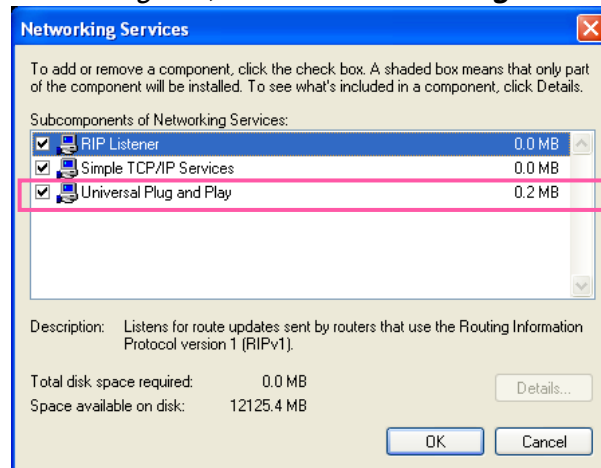 Networking Services
To add or remove a component, click the check box. A shaded box means that only part
of the component will be installed. To see what's included in a component, click Details.
Subcomponents of Networking Services:
RIP Listener 0.0 MB
Simple TCP/IP Services 0.0 MB
Universal Plug and Play 0.2 MB
Description: Listens for route updates sent by routers that use the Routing Information
Protocol version 1 (RIPv1).
Total disk space required: 0.0 MB
Details...
Space available on disk: 12125.4 MB
OK Cancel